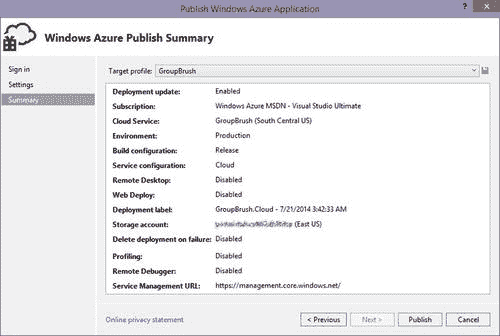 Publish Windows Azure Application
? ×
Windows Azure Publish Summary
Sign in
Settings
Summary
Target profile: GroupBrush
Deployment update: Enabled
Subscription: Windows Azure MSDN - Visual Studio Ultimate
Cloud Service: GroupBrush (South Central US)
Environment: Production
Build configuration: Release
Service configuration: Cloud
Remote Desktop: Disabled
Web Deploy: Disabled
Deployment label: GroupBrush.Cloud - 7/21/2014 3:42:33 AM
Storage account: (East US)
Delete deployment on failure: Disabled
Profiling: Disabled
Remote Debugger: Disabled
Service Management URL: https://management.core.windows.net/
Online privacy statement
< Previous Next > Publish Cancel